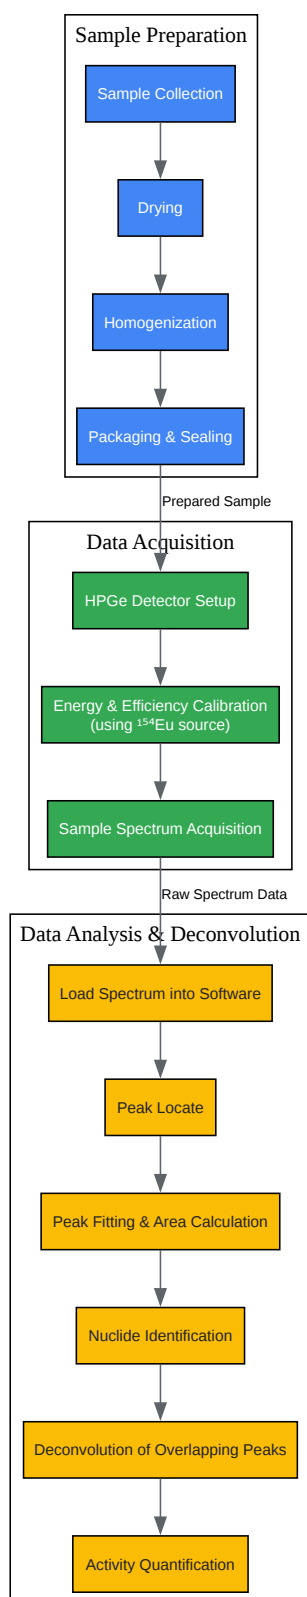 Sample Preparation
Sample Collection
Drying
Homogenization
Packaging & Sealing
Prepared Sample
Data Acquisition
HPGe Detector Setup
Energy & Efficiency Calibration
(using ¹⁵⁴Eu source)
Sample Spectrum Acquisition
Raw Spectrum Data
Data Analysis & Deconvolution
Load Spectrum into Software
Peak Locate
Peak Fitting & Area Calculation
Nuclide Identification
Deconvolution of Overlapping Peaks
Activity Quantification